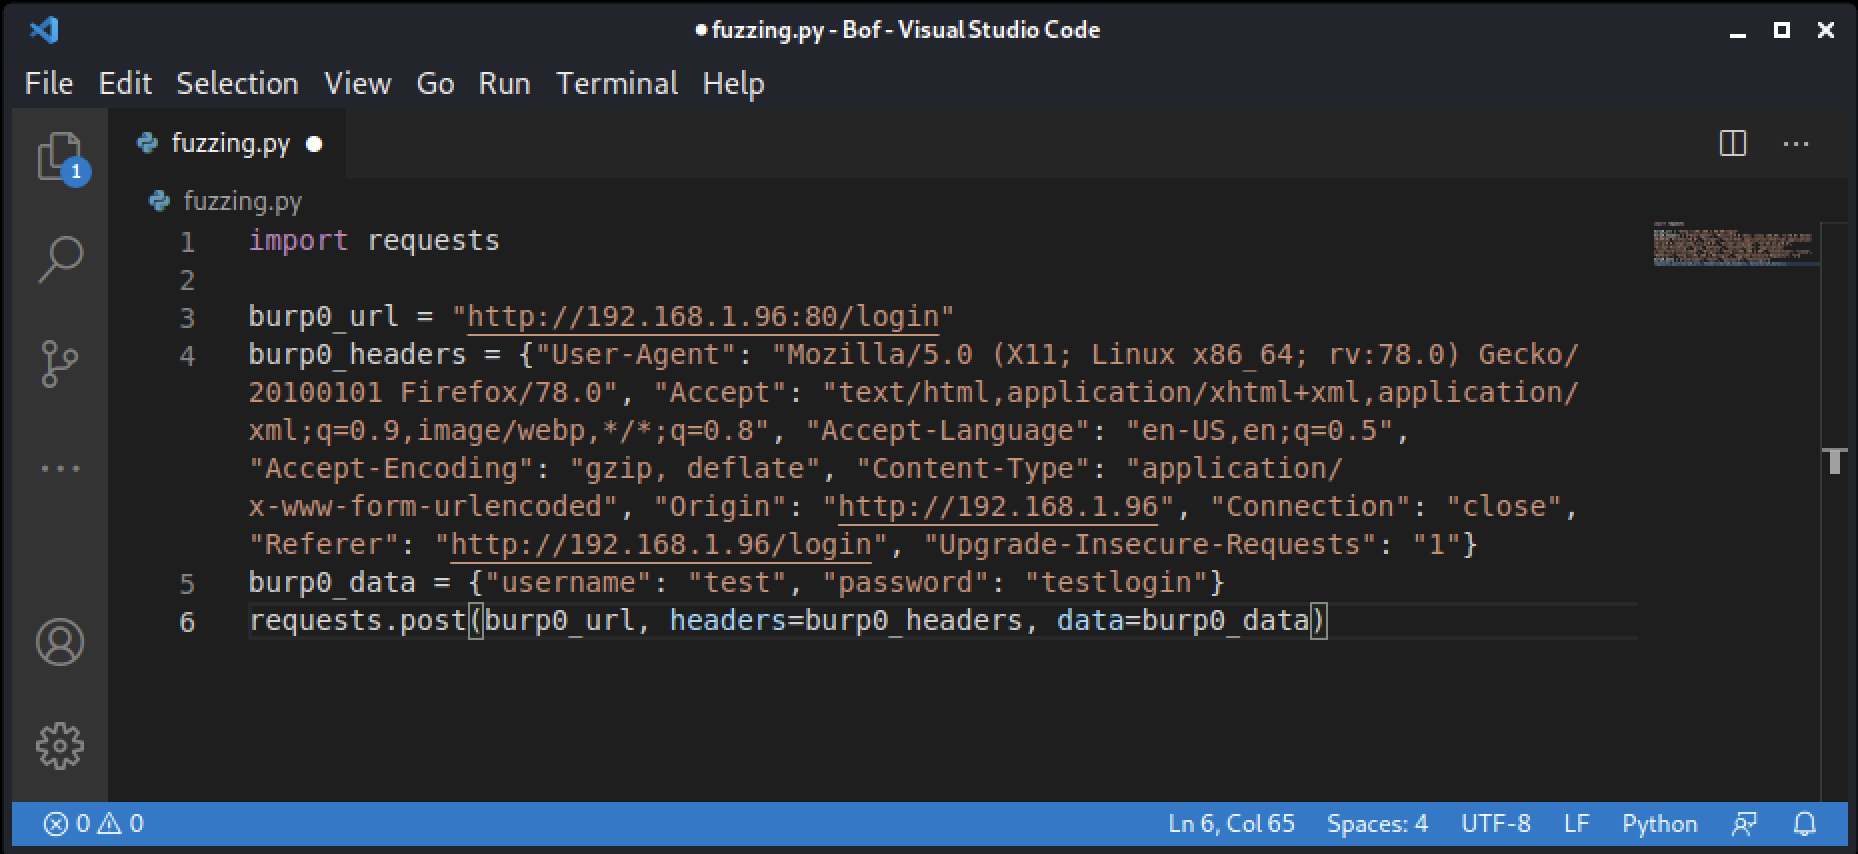 ● fuzzing.py - Bof - Visual Studio Code
File Edit Selection View Go Run Terminal Help
fuzzing.py ●
1
fuzzing.py
1 import requests
2
3 burp0_url = "http://192.168.1.96:80/login"
4 burp0_headers = {"User-Agent": "Mozilla/5.0 (X11; Linux x86_64; rv:78.0) Gecko/
20100101 Firefox/78.0", "Accept": "text/html,application/xhtml+xml,application/
xml;q=0.9,image/webp,*/*;q=0.8", "Accept-Language": "en-US,en;q=0.5",
"Accept-Encoding": "gzip, deflate", "Content-Type": "application/
x-www-form-urlencoded", "Origin": "http://192.168.1.96", "Connection": "close",
"Referer": "http://192.168.1.96/login", "Upgrade-Insecure-Requests": "1"}
5 burp0_data = {"username": "test", "password": "testlogin"}
6 requests.post(burp0_url, headers=burp0_headers, data=burp0_data)
0 0 Ln 6, Col 65 Spaces: 4 UTF-8 LF Python